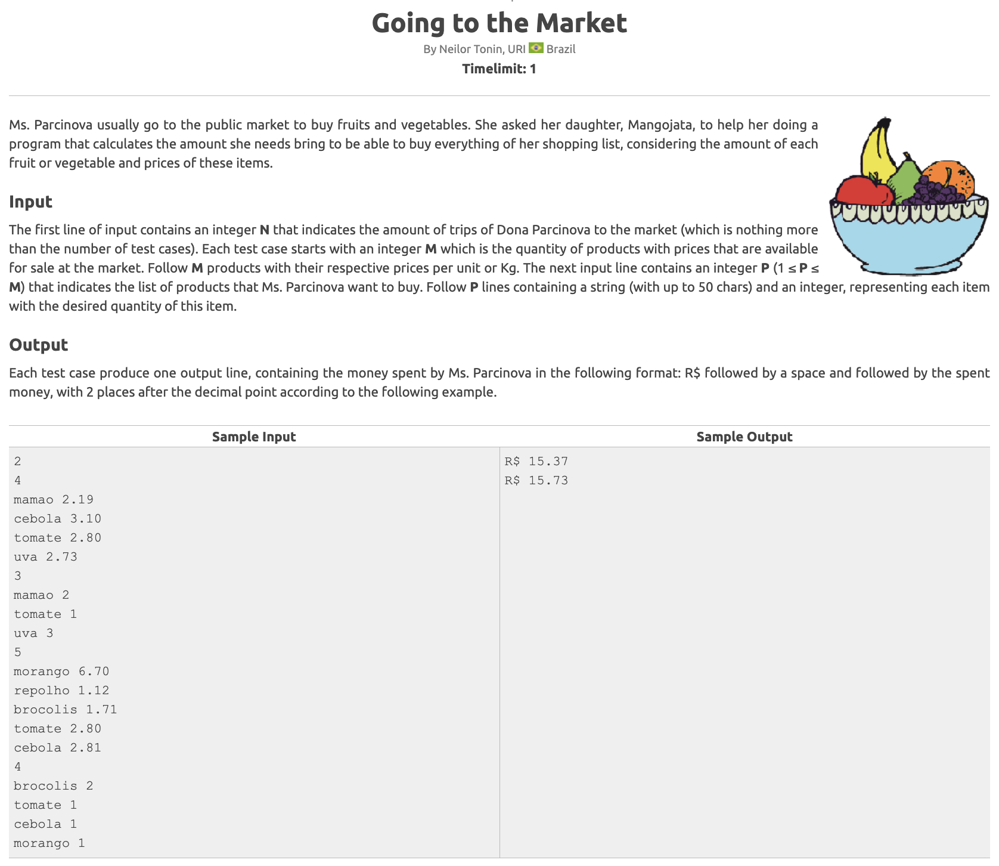 Going to the Market
By Neilor Tonin, URI Brazil
Timelimit: 1
Ms. Parcinova usually go to the public market to buy fruits and vegetables. She asked her daughter, Mangojata, to help her doing a
program that calculates the amount she needs bring to be able to buy everything of her shopping list, considering the amount of each
fruit or vegetable and prices of these items.
Input
The first line of input contains an integer N that indicates the amount of trips of Dona Parcinova to the market (which is nothing more
than the number of test cases). Each test case starts with an integer M which is the quantity of products with prices that are available
for sale at the market. Follow M products with their respective prices per unit or Kg. The next input line contains an integer P (1 ≤ P ≤
M) that indicates the list of products that Ms. Parcinova want to buy. Follow P lines containing a string (with up to 50 chars) and an integer, representing each item
with the desired quantity of this item.
Output
Each test case produce one output line, containing the money spent by Ms. Parcinova in the following format: R$ followed by a space and followed by the spent
money, with 2 places after the decimal point according to the following example.
Sample Input
Sample Output
2
4
mamao 2.19
cebola 3.10
tomate 2.80
uva 2.73
3
mamao 2
tomate 1
uva 3
5
morango 6.70
repolho 1.12
brocolis 1.71
tomate 2.80
cebola 2.81
4
brocolis 2
tomate 1
cebola 1
morango 1
R$ 15.37
R$ 15.73